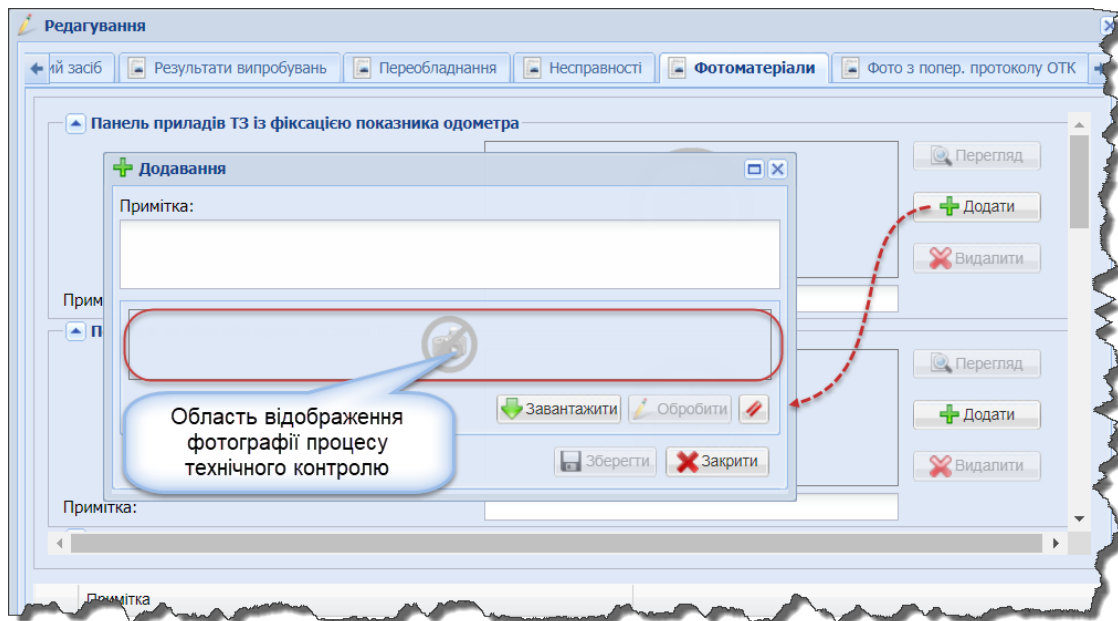 Редагування
ий засіб Результати випробувань Переобладнання Несправності Фотоматеріали Фото з попер. протоколу ОТК
Панель приладів ТЗ із фіксацією показника одометра
Перегляд
Додати
Видалити
Прим
Додавання
Примітка:
Завантажити Обробити
Зберегти Закрити
Область відображення
фотографії процесу
технічного контролю
П
Перегляд
Додати
Видалити
Примітка:
Примітка